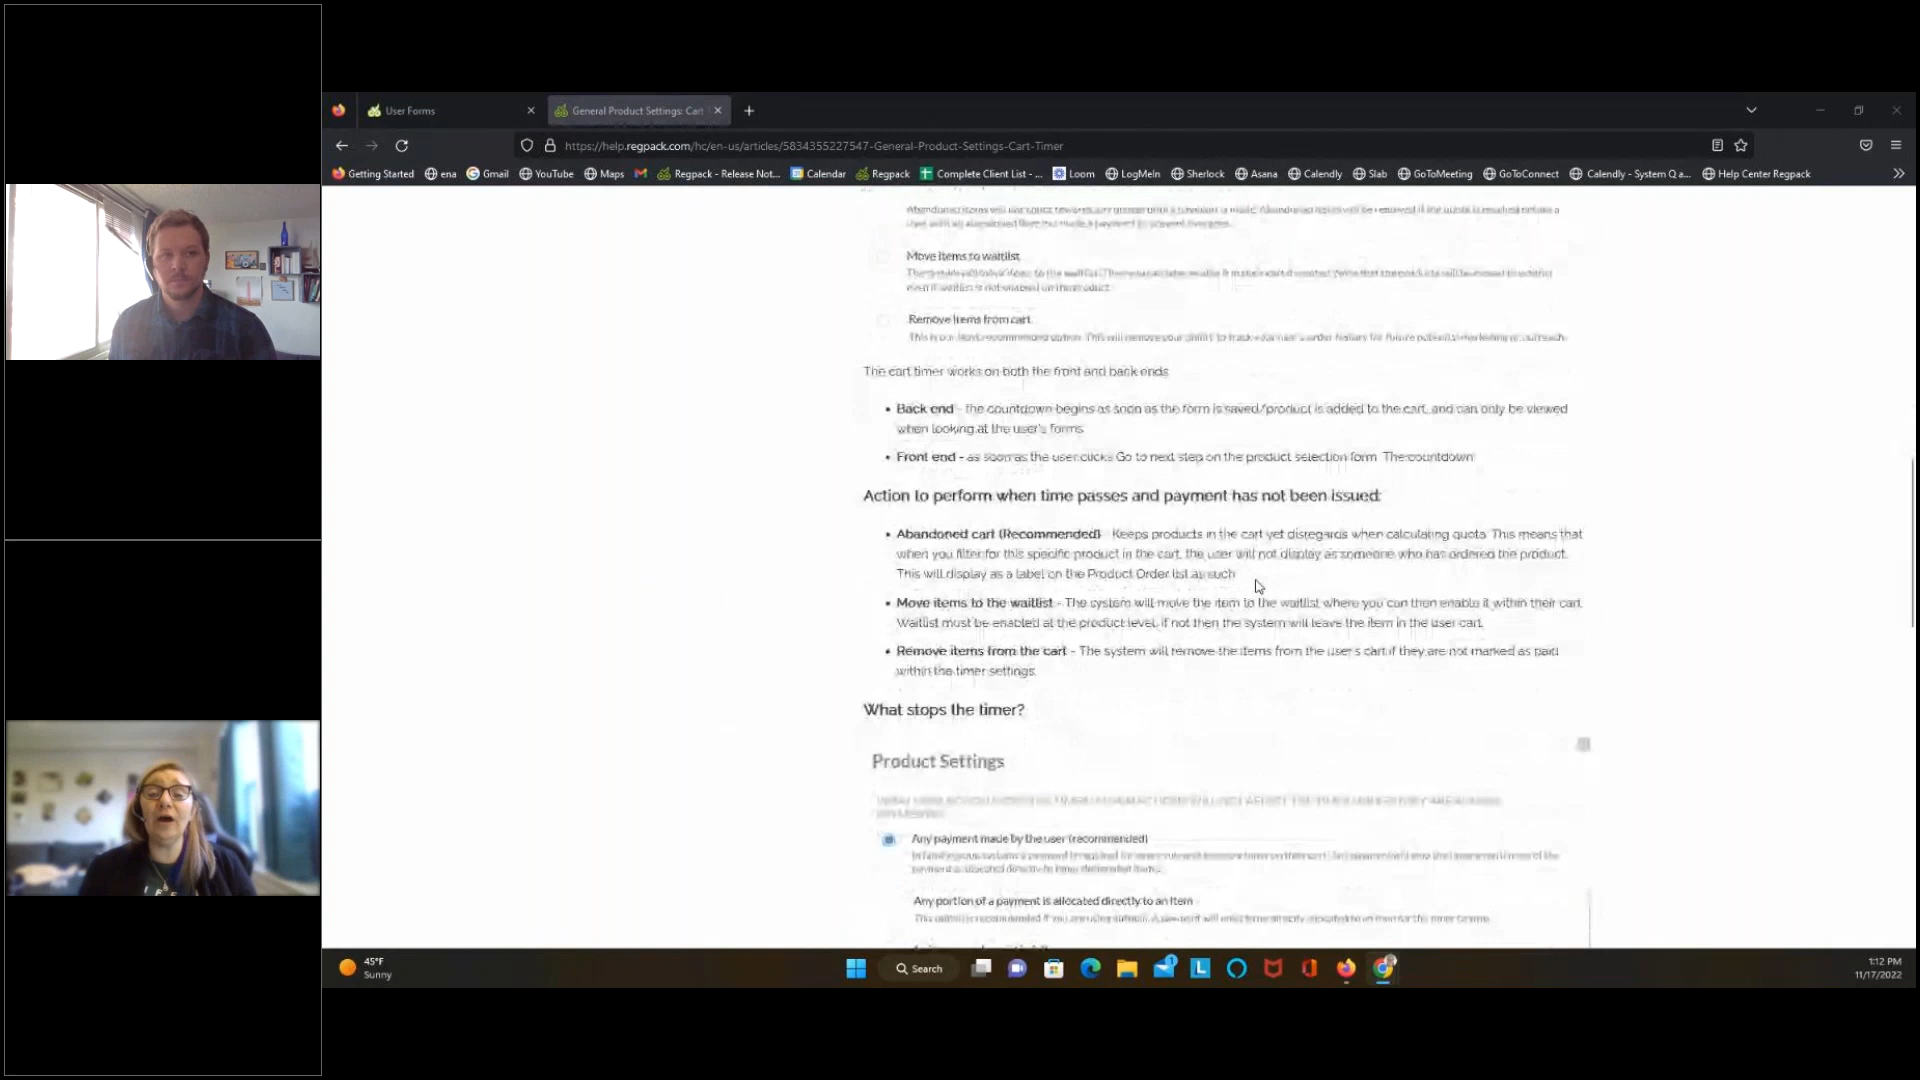 User Forms
General Product Settings: Cart
https://help.regpack.com/hc/en-us/articles/5834355227547-General-Product-Settings-Cart-Timer
Getting Started ena Gmail YouTube Maps Regpack - Release Not... Calendar Regpack Complete Client List - ... Loom LogMeIn Sherlock Asana Calendly Slab GoToMeeting GoToConnect Calendly - System Q a... Help Center Regpack
Move items to waitlist
Remove items from cart
The cart timer works on both the front and back ends
• Back end - the countdown begins as soon as the form is saved/product is added to the cart, and can only be viewed
when looking at the user's forms
• Front end - as soon as the user clicks Go to next step on the product selection form The countdown
Action to perform when time passes and payment has not been issued:
• Abandoned cart (Recommended) - Keeps products in the cart yet disregards when calculating quota This means that
when you filter for this specific product in the cart, the user will not display as someone who has ordered the product.
This will display as a label on the Product Order list as such
• Move items to the waitlist - The system will move the item to the waitlist where you can then enable it within their cart.
Waitlist must be enabled at the product level, if not then the system will leave the item in the user cart.
• Remove items from the cart - The system will remove the items from the user's cart if they are not marked as paid
within the timer settings.
What stops the timer?
Product Settings
Any payment made by the user (recommended)
Any portion of a payment is allocated directly to an item
45°F
Sunny
Search
1:12 PM
11/17/2022